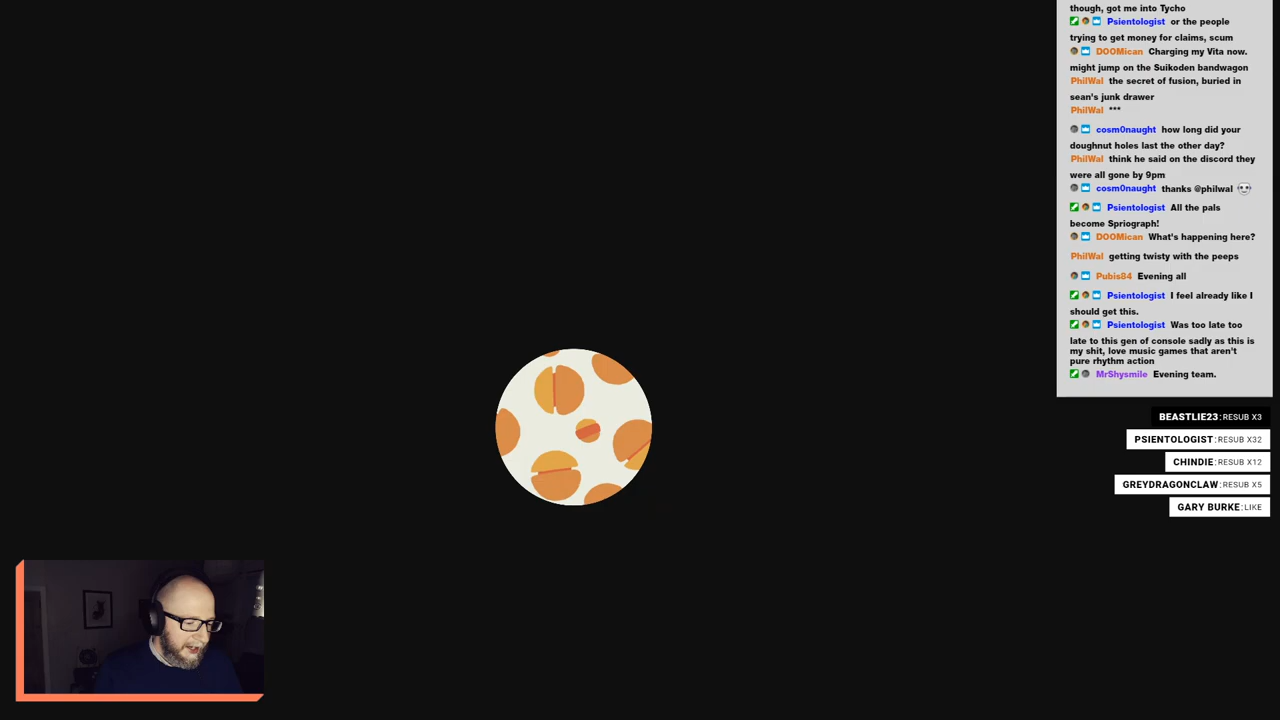 though, got me into Tycho
Psientologist or the people
trying to get money for claims, scum
DOOMican Charging my Vita now.
might jump on the Suikoden bandwagon
PhilWal the secret of fusion, buried in
sean's junk drawer
PhilWal ***
cosm0naught how long did your
doughnut holes last the other day?
PhilWal think he said on the discord they
were all gone by 9pm
cosm0naught thanks @philwal
Psientologist All the pals
become Spriograph!
DOOMican What's happening here?
PhilWal getting twisty with the peeps
Pubis84 Evening all
Psientologist I feel already like I
should get this.
Psientologist Was too late too
late to this gen of console sadly as this is
my shit, love music games that aren't
pure rhythm action
MrShysmile Evening team.
BEASTLIE23: RESUB X3
PSIENTOLOGIST: RESUB X32
CHINDIE: RESUB X12
GREYDRAGONCLAW: RESUB X5
GARY BURKE: LIKE